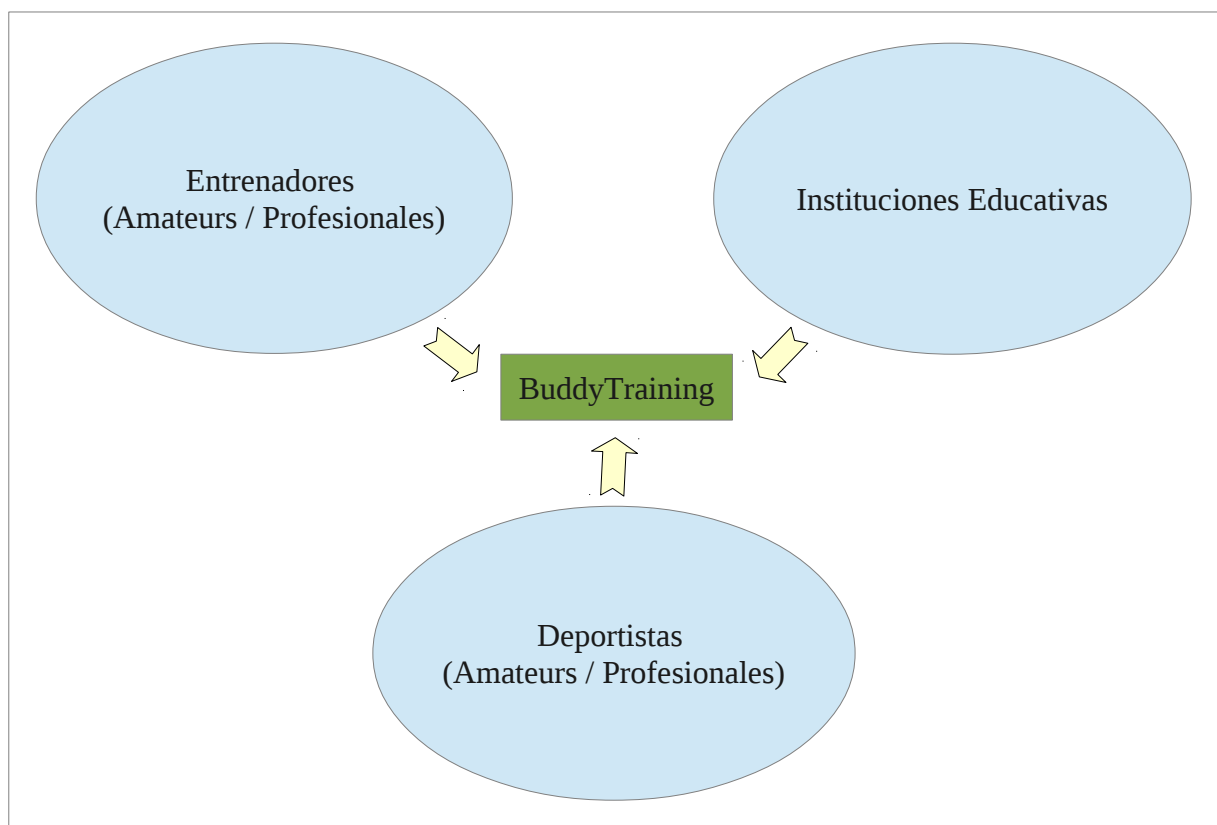 Entrenadores
(Amateurs / Profesionales)
Instituciones Educativas
BuddyTraining
Deportistas
(Amateurs / Profesionales)